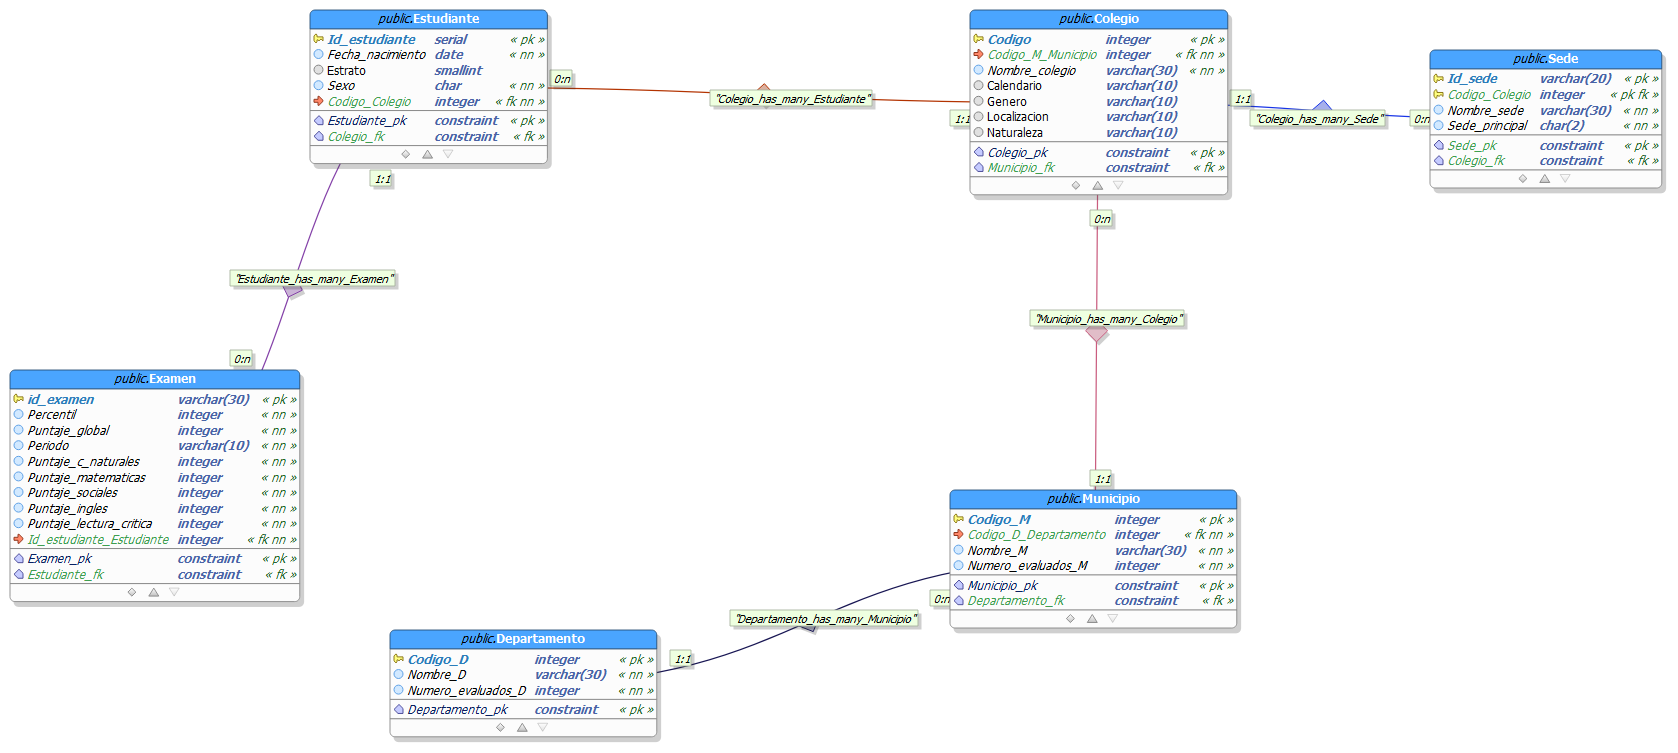 public.Estudiante
Id_estudiante serial « pk »
Fecha_nacimiento date « nn »
Estrato smallint
Sexo char « nn »
Codigo_Colegio integer « fk nn »
Estudiante_pk constraint « pk »
Colegio_fk constraint « fk »
0:n
1:1
"Colegio_has_many_Estudiante"
1:1
public.Colegio
Codigo integer « pk »
Codigo_M_Municipio integer « fk nn »
Nombre_colegio varchar(30) « nn »
Calendario varchar(10)
Genero varchar(10)
Localizacion varchar(10)
Naturaleza varchar(10)
Colegio_pk constraint « pk »
Municipio_fk constraint « fk »
1:1
"Colegio_has_many_Sede"
0:n
public.Sede
Id_sede varchar(20) « pk »
Codigo_Colegio integer « pk fk »
Nombre_sede varchar(30) « nn »
Sede_principal char(2) « nn »
Sede_pk constraint « pk »
Colegio_fk constraint « fk »
0:n
"Estudiante_has_many_Examen"
"Municipio_has_many_Colegio"
0:n
1:1
public.Examen
id_examen varchar(30) « pk »
Percentil integer « nn »
Puntaje_global integer « nn »
Periodo varchar(10) « nn »
Puntaje_c_naturales integer « nn »
Puntaje_matematicas integer « nn »
Puntaje_sociales integer « nn »
Puntaje_ingles integer « nn »
Puntaje_lectura_critica integer « nn »
Id_estudiante_Estudiante integer « fk nn »
Examen_pk constraint « pk »
Estudiante_fk constraint « fk »
public.Municipio
Codigo_M integer « pk »
Codigo_D_Departamento integer « fk nn »
Nombre_M varchar(30) « nn »
Numero_evaluados_M integer « nn »
Municipio_pk constraint « pk »
Departamento_fk constraint « fk »
0:n
"Departamento_has_many_Municipio"
1:1
public.Departamento
Codigo_D integer « pk »
Nombre_D varchar(30) « nn »
Numero_evaluados_D integer « nn »
Departamento_pk constraint « pk »